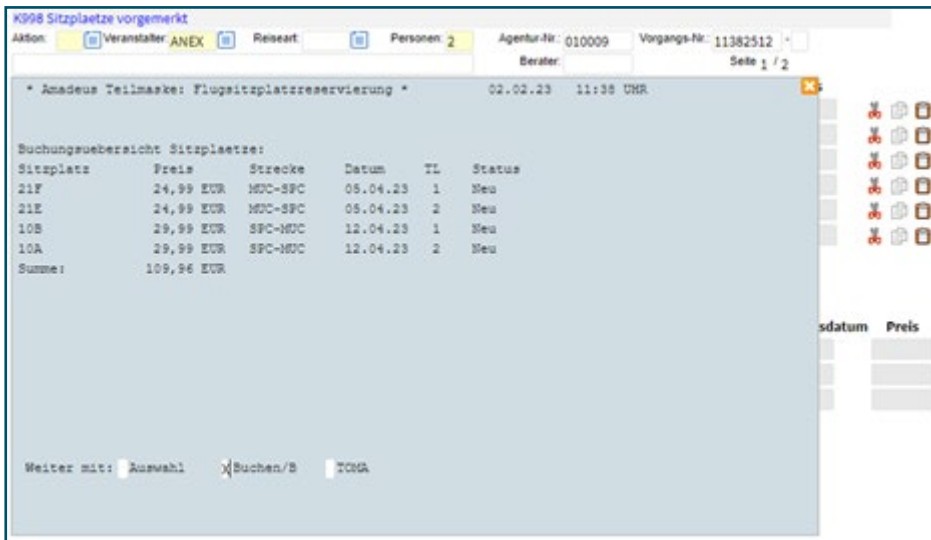 K998 Sitzplaetze vorgemerkt
Aktion: Veranstalter: ANEX Reiseart: Personen: 2 Agentur-Nr.: 010009 Vorgangs-Nr.: 11382512 -
Berater: Seite 1 / 2
* Amadeus Teilmaske: Flugsitzplatzreservierung * 02.02.23 11:38 UHR
Buchungsuebersicht Sitzplaetze:
Sitzplatz Preis Strecke Datum TL Status
21F 24,99 EUR MUC-SPC 05.04.23 1 Neu
21E 24,99 EUR MUC-SPC 05.04.23 2 Neu
10B 29,99 EUR SPC-MUC 12.04.23 1 Neu
10A 29,99 EUR SPC-MUC 12.04.23 2 Neu
Summe: 109,96 EUR
sdatum Preis
Weiter mit: Auswahl X Buchen/B TOMA